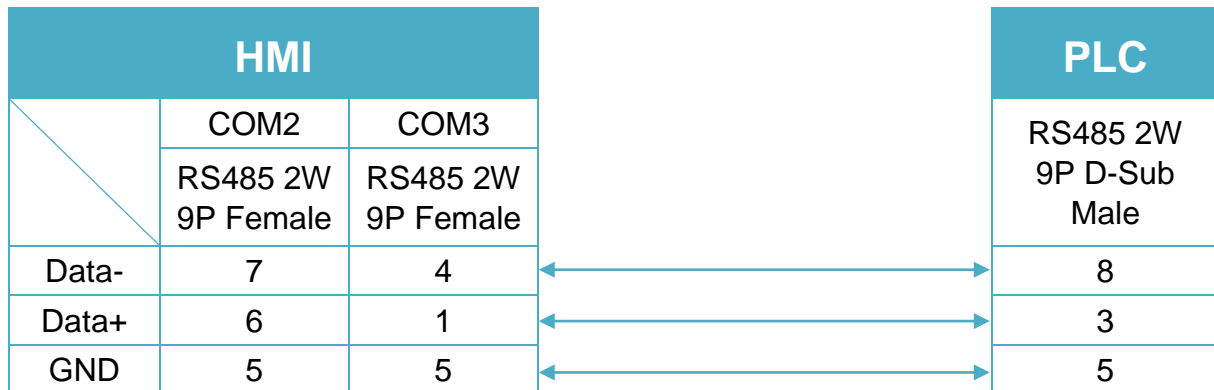 HMI PLC
COM2 COM3
RS485 2W RS485 2W RS485 2W
9P Female 9P Female 9P D-Sub
Male
Data- 7 4 8
Data+ 6 1 3
GND 5 5 5